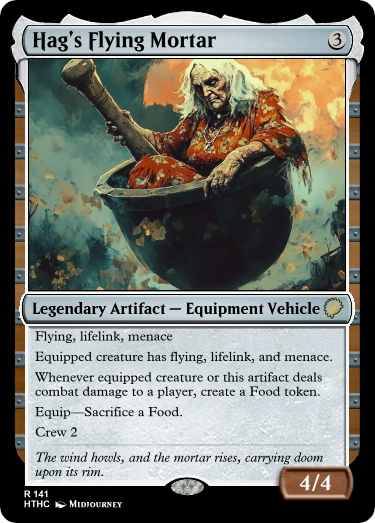 Hag's Flying Mortar 3
Legendary Artifact — Equipment Vehicle
Flying, lifelink, menace
Equipped creature has flying, lifelink, and menace.
Whenever equipped creature or this artifact deals
combat damage to a player, create a Food token.
Equip—Sacrifice a Food.
Crew 2
The wind howls, and the mortar rises, carrying doom
upon its rim.
4/4
R 141
HTHC Midjourney